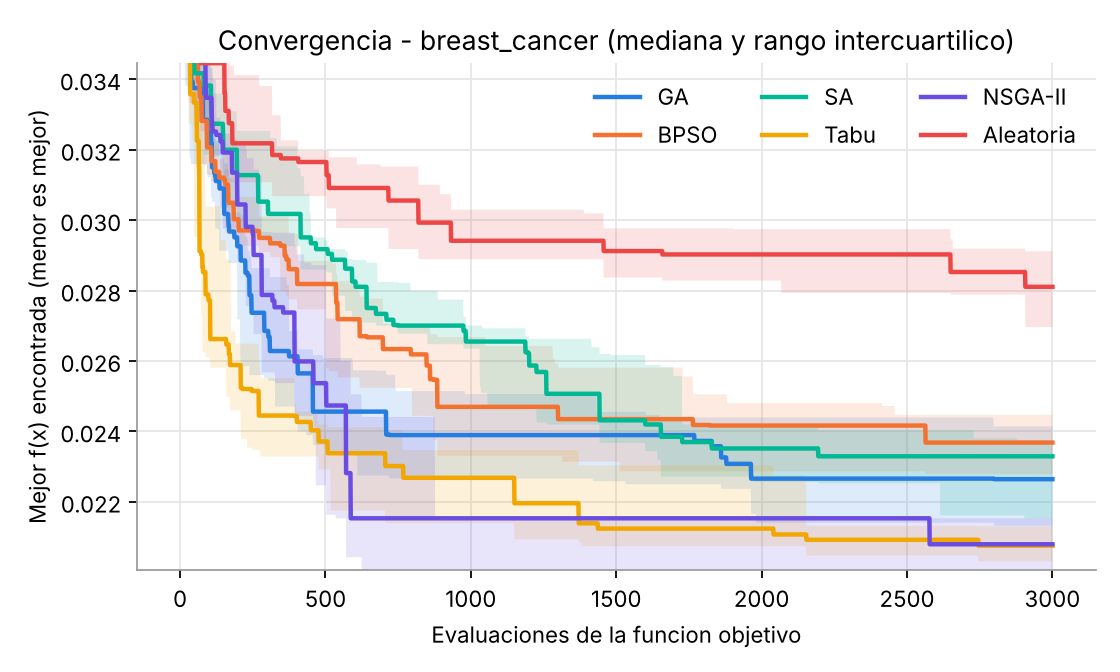 Convergencia - breast_cancer (mediana y rango intercuartilico)
Mejor f(x) encontrada (menor es mejor)
0.034
0.032
0.030
0.028
0.026
0.024
0.022
GA
SA
NSGA-II
BPSO
Tabu
Aleatoria
0
500
1000
1500
2000
2500
3000
Evaluaciones de la funcion objetivo